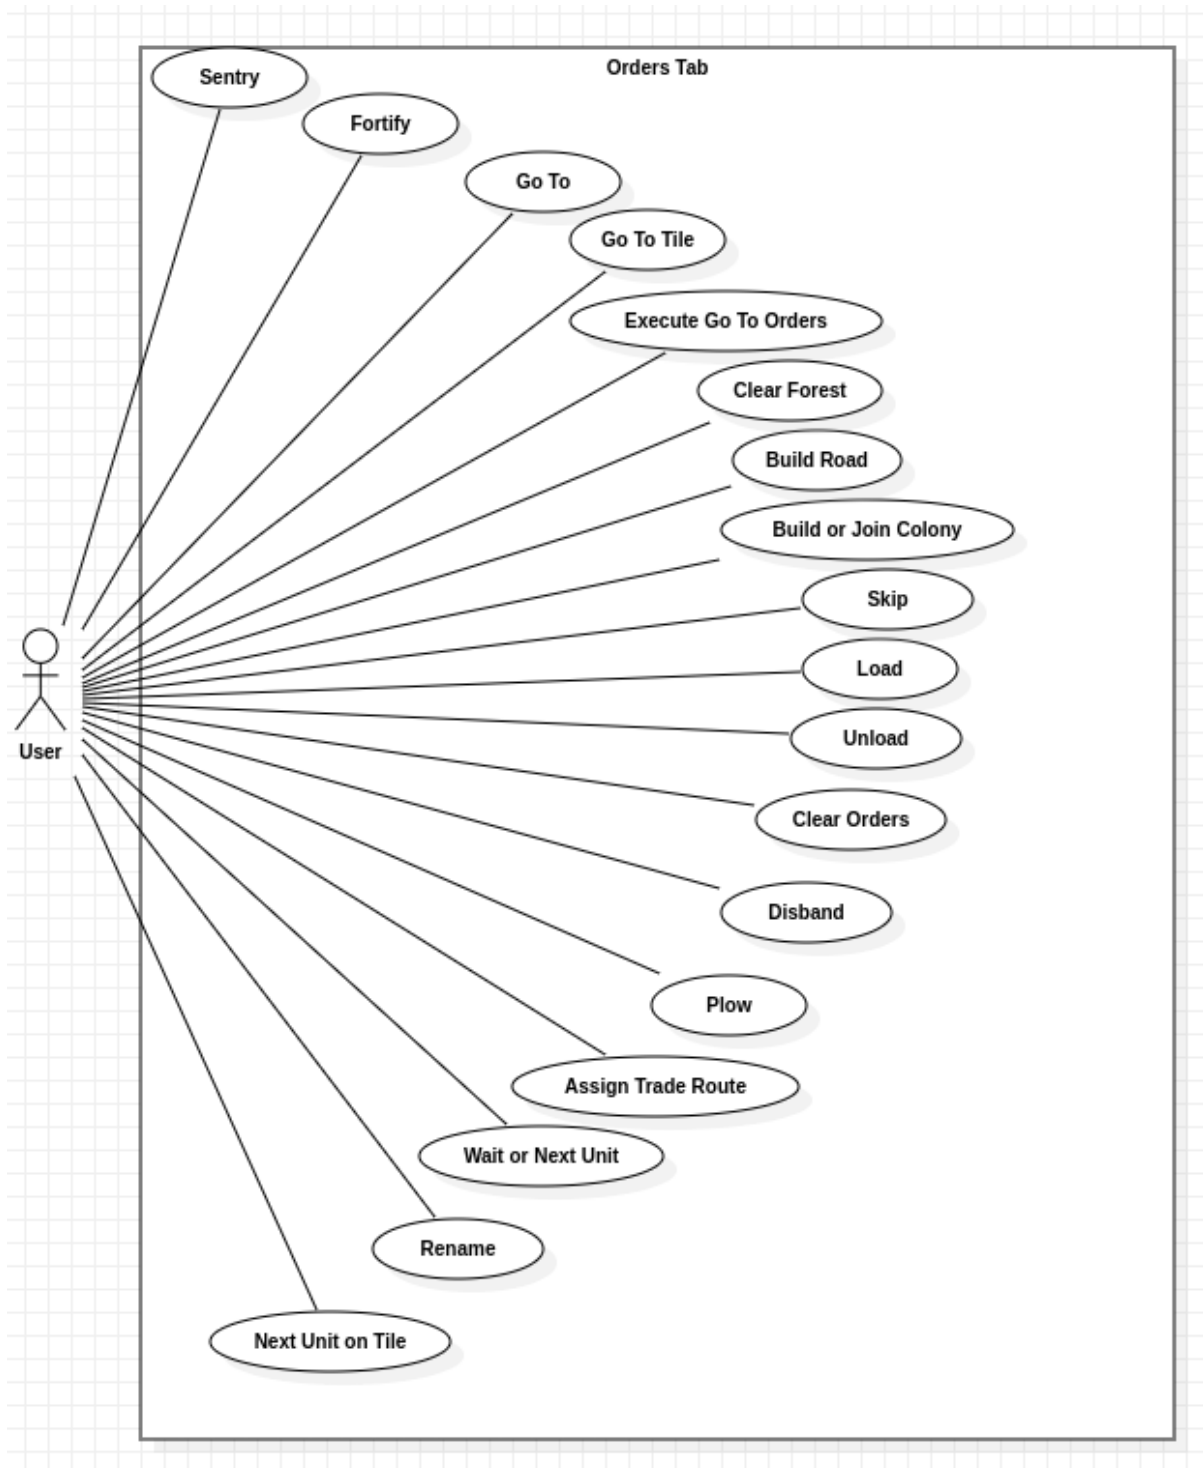 Orders Tab
Sentry
Fortify
Go To
Go To Tile
Execute Go To Orders
Clear Forest
Build Road
Build or Join Colony
Skip
Load
Unload
User
Clear Orders
Disband
Plow
Assign Trade Route
Wait or Next Unit
Rename
Next Unit on Tile